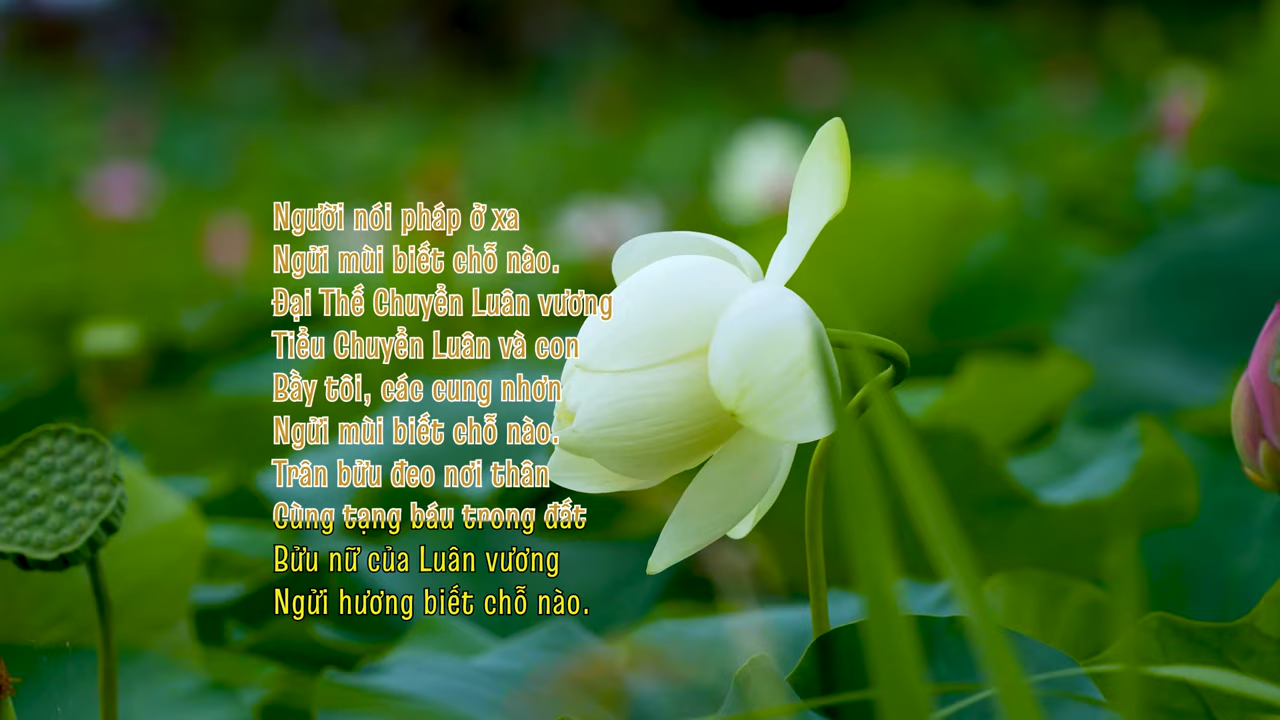 Người nói pháp ở xa
Ngửi mùi biết chỗ nào.
Đại Thế Chuyển Luân vương
Tiểu Chuyển Luân và con
Bầy tôi, các cung nhơn
Ngửi mùi biết chỗ nào.
Trân bửu đeo nơi thân
Cùng tạng báu trong đất
Bửu nữ của Luân vương
Ngửi hương biết chỗ nào.